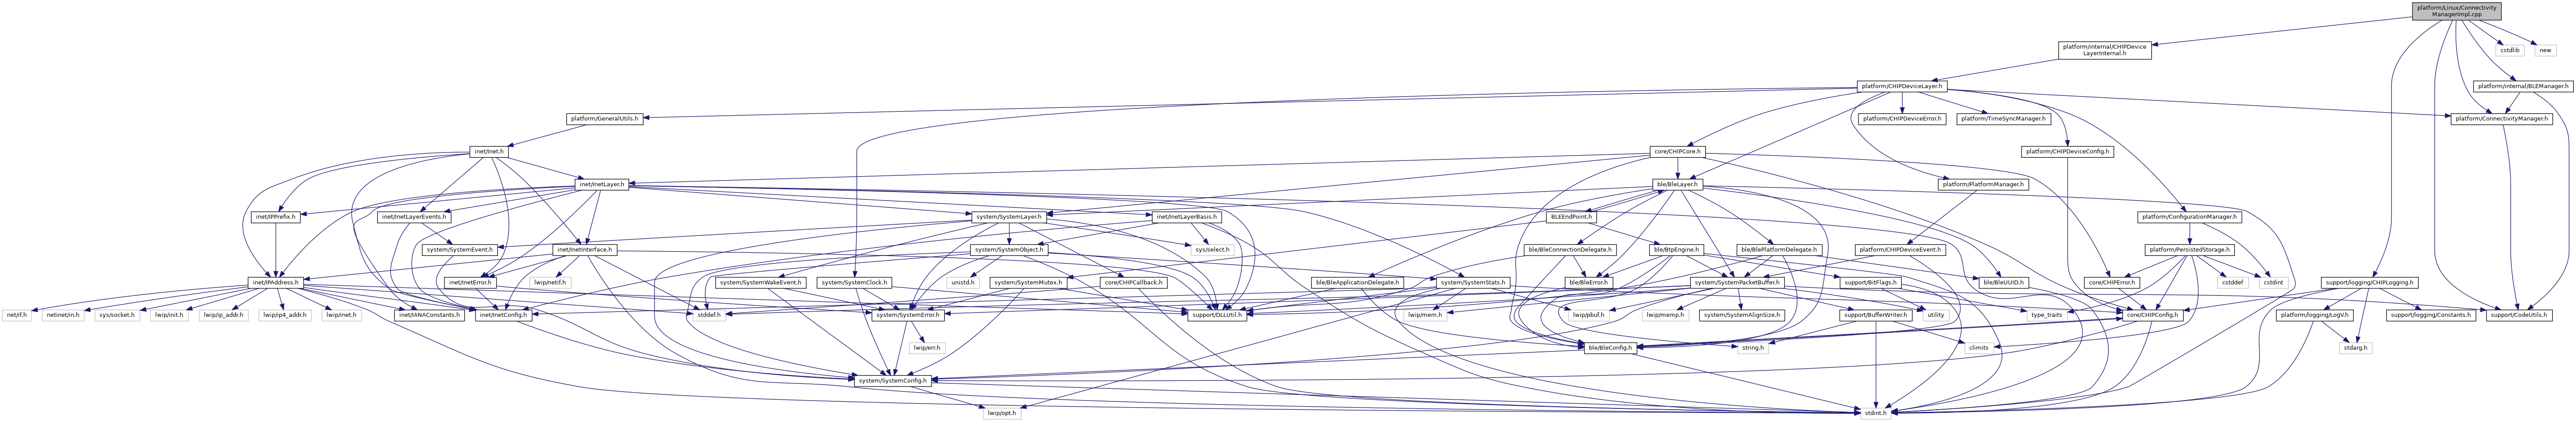 platform/Linux/Connectivity
ManagerImpl.cpp
platform/internal/CHIPDevice
LayerInternal.h
cstdlib
new
platform/CHIPDeviceLayer.h
platform/internal/BLEManager.h
platform/GeneralUtils.h
platform/CHIPDeviceError.h
platform/TimeSyncManager.h
platform/ConnectivityManager.h
inet/Inet.h
core/CHIPCore.h
platform/CHIPDeviceConfig.h
inet/InetLayer.h
ble/BleLayer.h
platform/PlatformManager.h
inet/IPPrefix.h
inet/InetLayerEvents.h
system/SystemLayer.h
inet/InetLayerBasis.h
BLEEndPoint.h
platform/ConfigurationManager.h
system/SystemEvent.h
inet/InetInterface.h
system/SystemObject.h
sys/select.h
ble/BleConnectionDelegate.h
ble/BtpEngine.h
ble/BlePlatformDelegate.h
platform/CHIPDeviceEvent.h
platform/PersistedStorage.h
inet/IPAddress.h
inet/InetError.h
lwip/netif.h
system/SystemWakeEvent.h
system/SystemClock.h
unistd.h
system/SystemMutex.h
core/CHIPCallback.h
ble/BleApplicationDelegate.h
system/SystemStats.h
ble/BleError.h
system/SystemPacketBuffer.h
support/BitFlags.h
ble/BleUUID.h
core/CHIPError.h
cstddef
cstdint
support/logging/CHIPLogging.h
net/if.h
netinet/in.h
sys/socket.h
lwip/init.h
lwip/ip_addr.h
lwip/ip4_addr.h
lwip/inet.h
inet/IANAConstants.h
inet/InetConfig.h
stddef.h
system/SystemError.h
support/DLLUtil.h
lwip/mem.h
lwip/pbuf.h
lwip/memp.h
system/SystemAlignSize.h
support/BufferWriter.h
utility
type_traits
core/CHIPConfig.h
platform/logging/LogV.h
support/logging/Constants.h
support/CodeUtils.h
lwip/err.h
ble/BleConfig.h
string.h
climits
stdarg.h
system/SystemConfig.h
lwip/opt.h
stdint.h